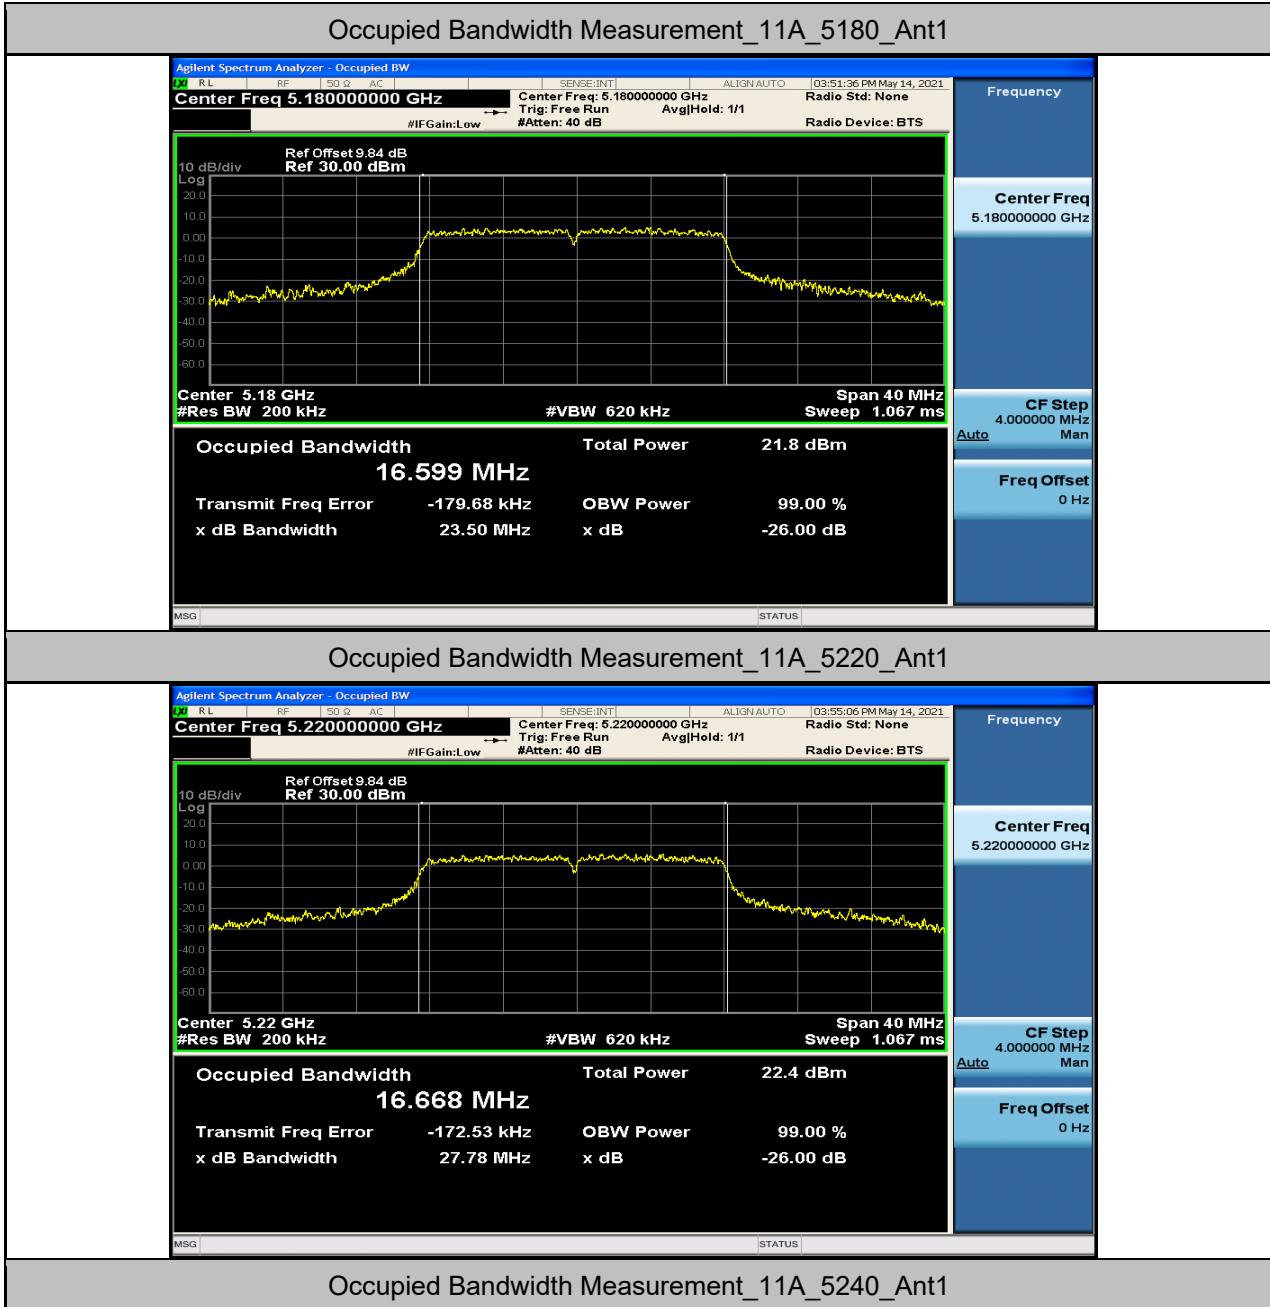 Occupied Bandwidth Measurement_11A_5180_Ant1
Agilent Spectrum Analyzer - Occupied BW
LXI RL RF 50 Ω AC SENSE:INT ALIGN AUTO 03:51:36 PM May 14, 2021
Center Freq 5.180000000 GHz
Center Freq: 5.180000000 GHz Radio Std: None
Trig: Free Run Avg|Hold: 1/1
#IFGain:Low #Atten: 40 dB Radio Device: BTS
Frequency
Ref Offset 9.84 dB
10 dB/div Ref 30.00 dBm
Log
20.0
10.0
0.00
-10.0
-20.0
-30.0
-40.0
-50.0
-60.0
Center 5.18 GHz Span 40 MHz
#Res BW 200 kHz #VBW 620 kHz Sweep 1.067 ms
Center Freq
5.180000000 GHz
CF Step
4.000000 MHz
Auto Man
Freq Offset
0 Hz
Occupied Bandwidth Total Power 21.8 dBm
16.599 MHz
Transmit Freq Error -179.68 kHz OBW Power 99.00 %
x dB Bandwidth 23.50 MHz x dB -26.00 dB
MSG STATUS
Occupied Bandwidth Measurement_11A_5220_Ant1
Agilent Spectrum Analyzer - Occupied BW
LXI RL RF 50 Ω AC SENSE:INT ALIGN AUTO 03:55:06 PM May 14, 2021
Center Freq 5.220000000 GHz
Center Freq: 5.220000000 GHz Radio Std: None
Trig: Free Run Avg|Hold: 1/1
#IFGain:Low #Atten: 40 dB Radio Device: BTS
Frequency
Ref Offset 9.84 dB
10 dB/div Ref 30.00 dBm
Log
20.0
10.0
0.00
-10.0
-20.0
-30.0
-40.0
-50.0
-60.0
Center 5.22 GHz Span 40 MHz
#Res BW 200 kHz #VBW 620 kHz Sweep 1.067 ms
Center Freq
5.220000000 GHz
CF Step
4.000000 MHz
Auto Man
Freq Offset
0 Hz
Occupied Bandwidth Total Power 22.4 dBm
16.668 MHz
Transmit Freq Error -172.53 kHz OBW Power 99.00 %
x dB Bandwidth 27.78 MHz x dB -26.00 dB
MSG STATUS
Occupied Bandwidth Measurement_11A_5240_Ant1